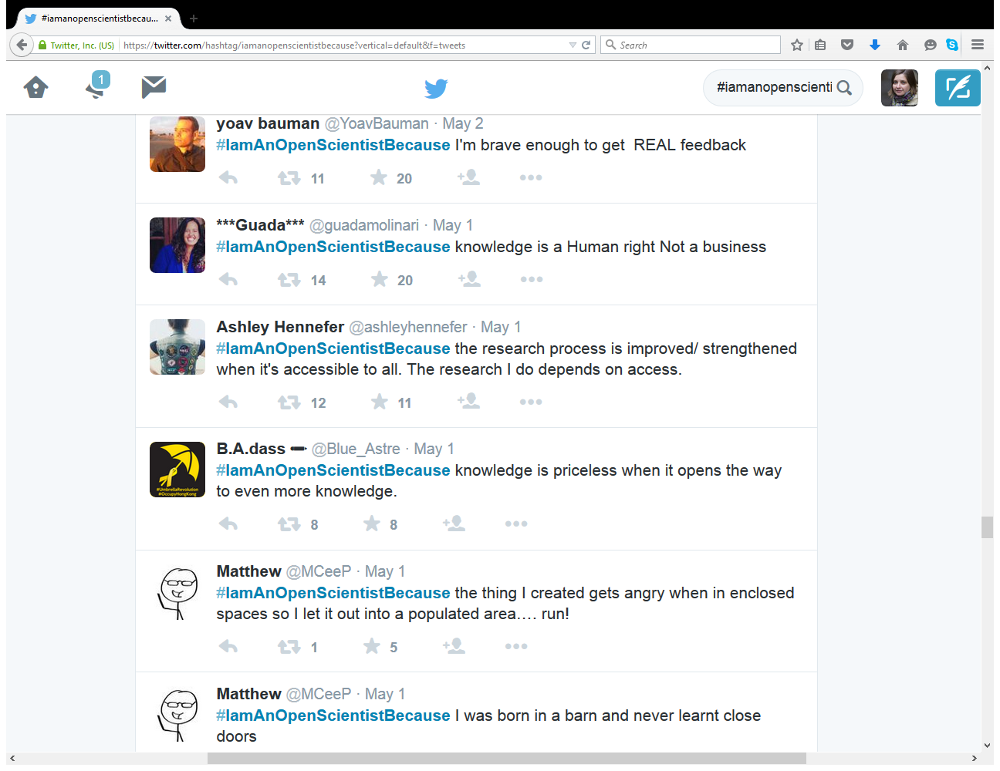 #iamanopenscientistbecau...
Twitter, Inc. (US)
https://twitter.com/hashtag/iamanopenscientistbecause?vertical=default&f=tweets
Search
1
#iamanopenscienti
yoav bauman @YoavBauman · May 2
#IamAnOpenScientistBecause I'm brave enough to get  REAL feedback
11 20
***Guada*** @guadamolinari · May 1
#IamAnOpenScientistBecause knowledge is a Human right Not a business
14 20
Ashley Hennefer @ashleyhennefer · May 1
#IamAnOpenScientistBecause the research process is improved/ strengthened
when it's accessible to all. The research I do depends on access.
12 11
#UmbrellaRevolution
#OccupyHongKong
B.A.dass @Blue_Astre · May 1
#IamAnOpenScientistBecause knowledge is priceless when it opens the way
to even more knowledge.
8 8
Matthew @MCeeP · May 1
#IamAnOpenScientistBecause the thing I created gets angry when in enclosed
spaces so I let it out into a populated area.... run!
1 5
Matthew @MCeeP · May 1
#IamAnOpenScientistBecause I was born in a barn and never learnt close
doors